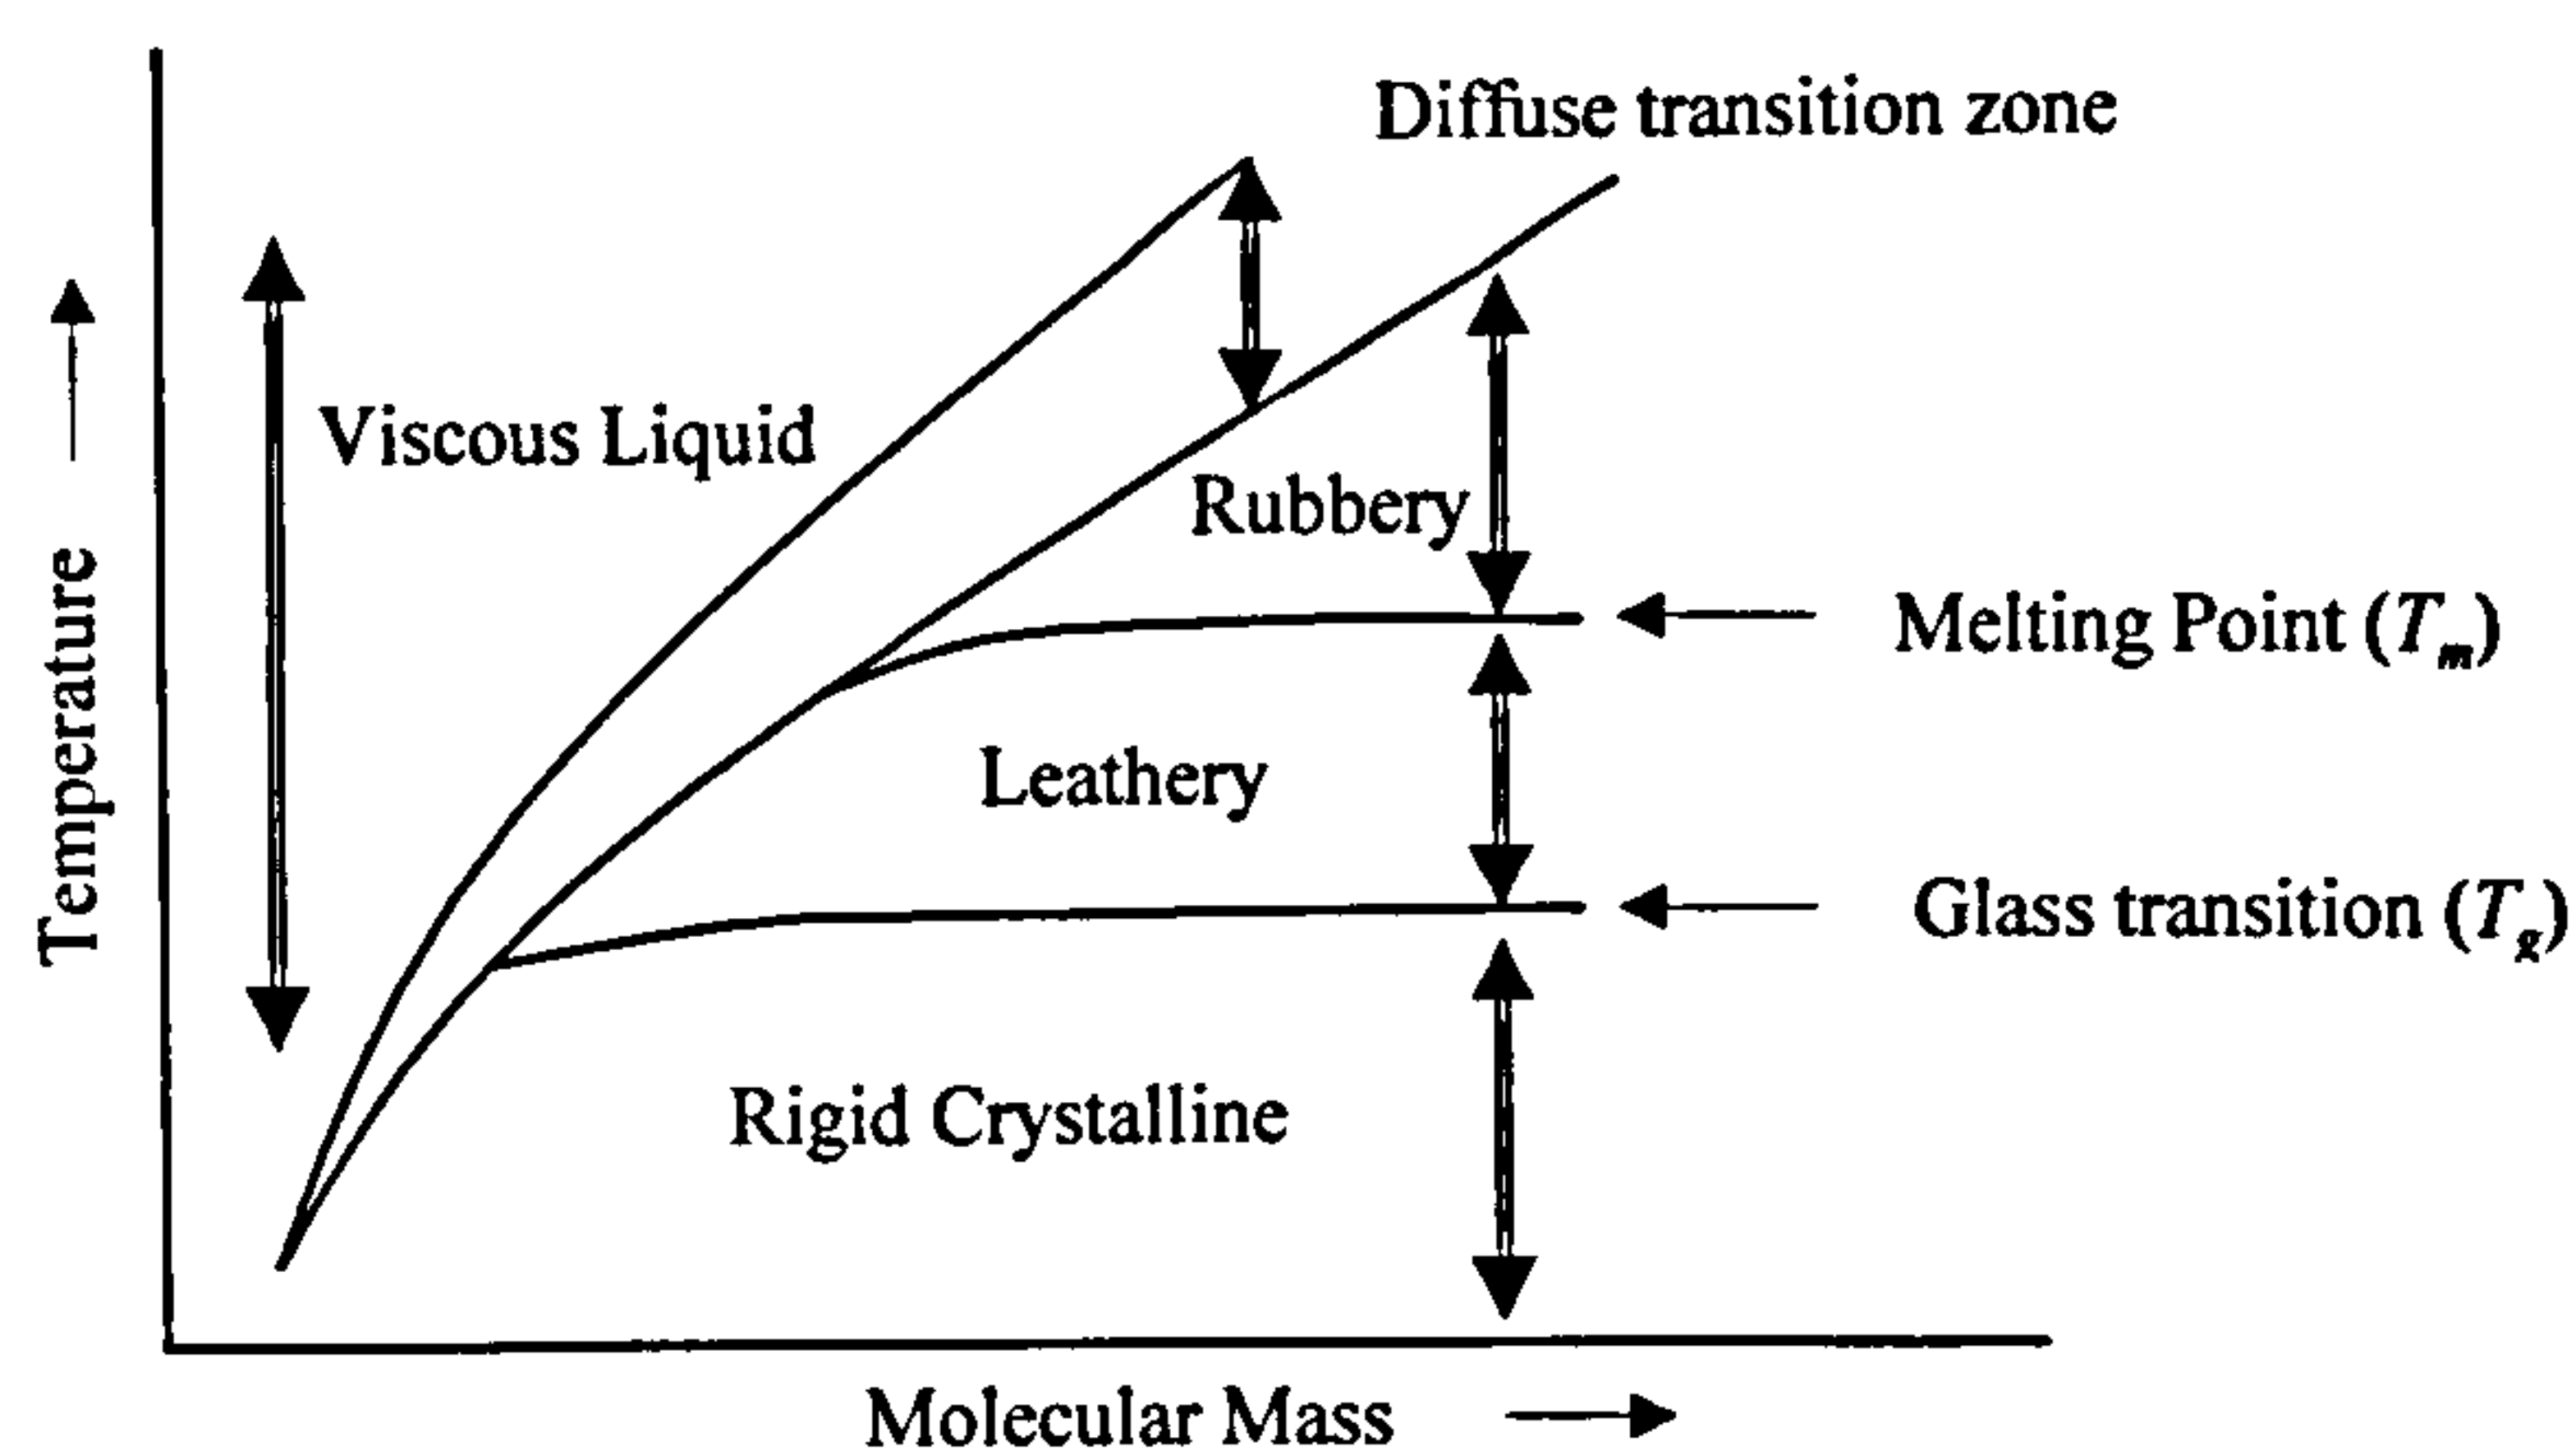 Diffuse transition zone
Viscous Liquid
Rubbery
Melting Point (Tm)
Temperature
Leathery
Glass transition (Tg)
Rigid Crystalline
Molecular Mass